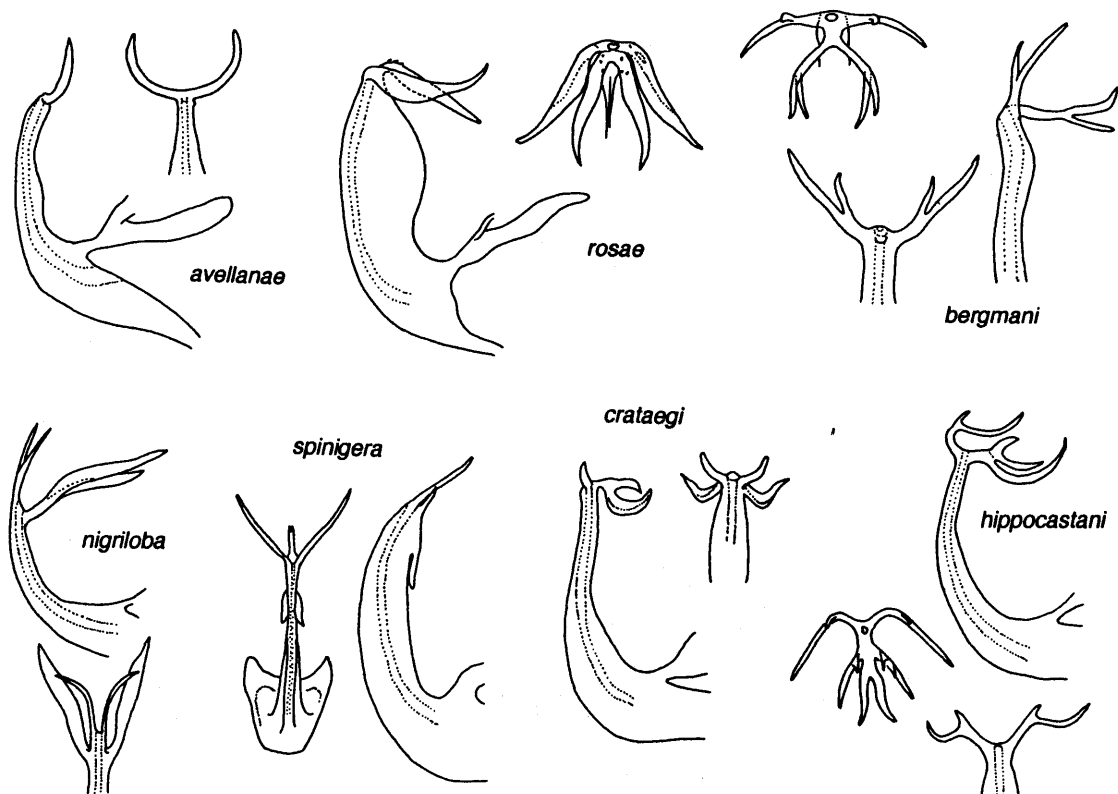 avellanae
rosae
bergmani
nigriloba
spinigera
crataegi
hippocastani